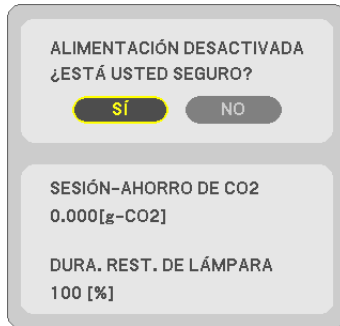 ALIMENTACIÓN DESACTIVADA
¿ESTÁ USTED SEGURO?
SÍ NO
SESIÓN-AHORRO DE CO2
0.000[g-CO2]
DURA. REST. DE LÁMPARA
100 [%]